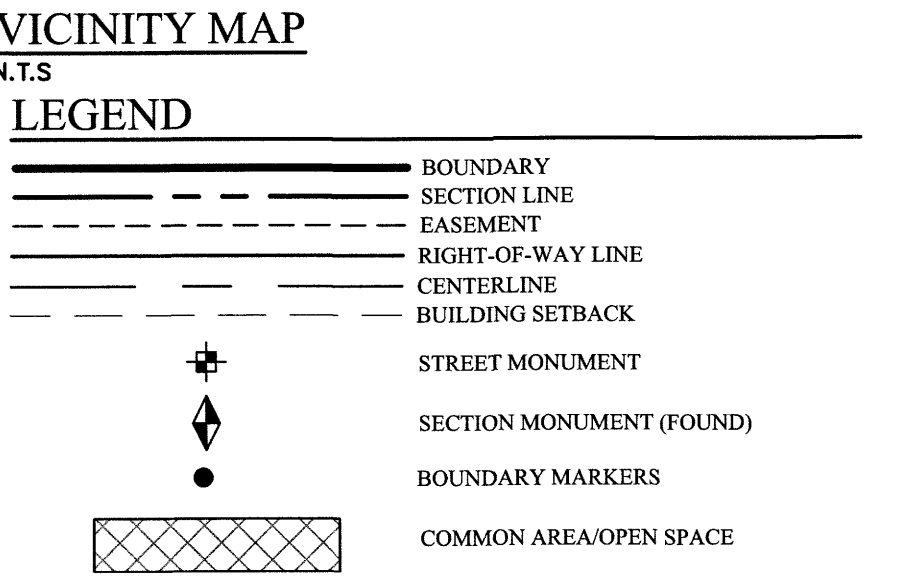 VICINITY MAP
N.T.S
LEGEND
BOUNDARY
SECTION LINE
EASEMENT
RIGHT-OF-WAY LINE
CENTERLINE
BUILDING SETBACK
STREET MONUMENT
SECTION MONUMENT (FOUND)
BOUNDARY MARKERS
COMMON AREA/OPEN SPACE